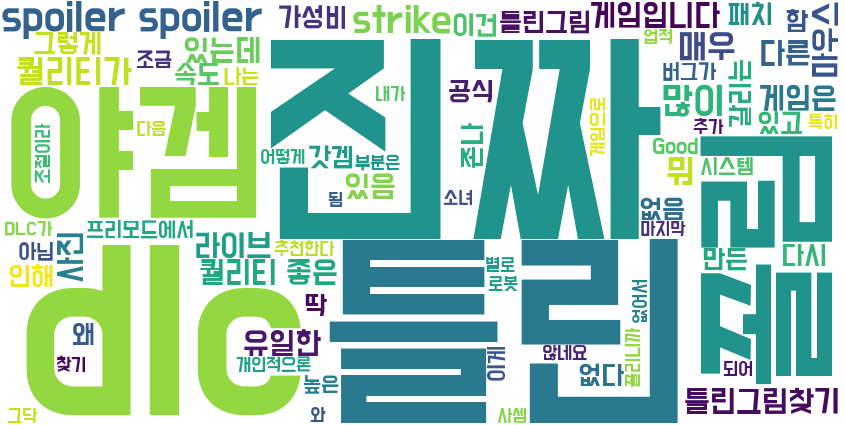 spoiler spoiler
가성비
strike
이건
틀린그림
게임입니다
패치
함
시
그렇게
조금
있는데
업적
매우
다른
암
퀄리티가
속도
나는
버그가
진짜
야겜
조절이라
다음
내가
공식
존나
게임으로
많이
갈리는
게임은
추가
있고
특히
어떻게
갓겜
부분은
있음
됨
소녀
Good
뭐
시스템
없음
마지막
퍼즐
DLC가
프리모드에서
아님
사진
라이브
추천한다
인해
퀄리티 좋은
dlc
틀린
만든
다시
별로
로봇
없어서
딱
왜
유일한
찾기
개인적으론
높은
이게
않네요
없다
풀리니까
되어
틀린그림찾기
그닥
와
사셈